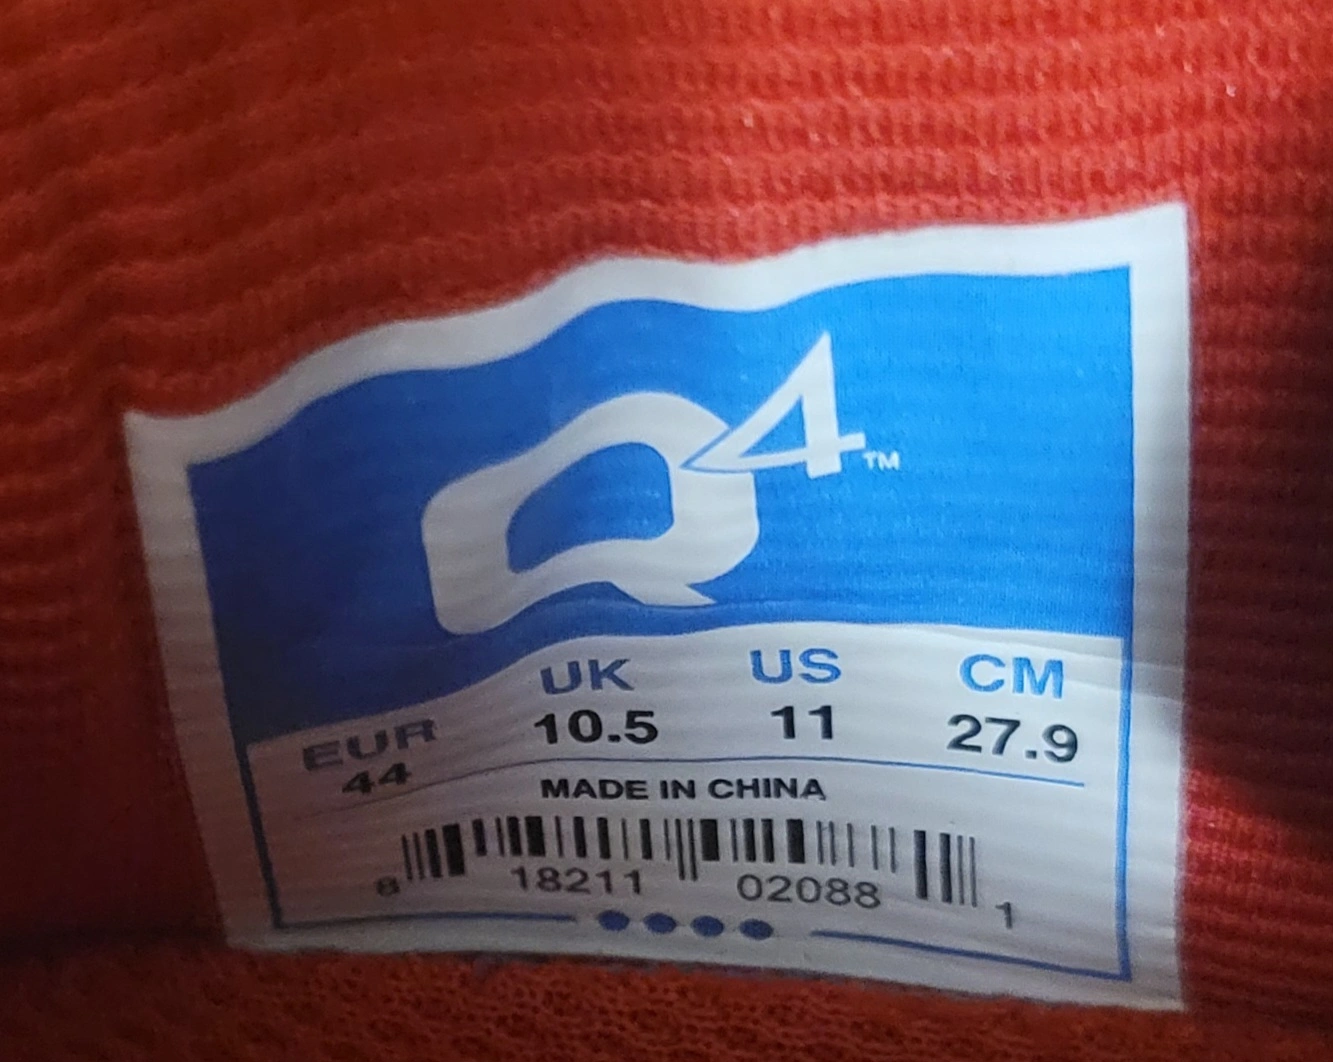 Q4™
EUR UK US CM
44 10.5 11 27.9
MADE IN CHINA
8 18211 02088 1